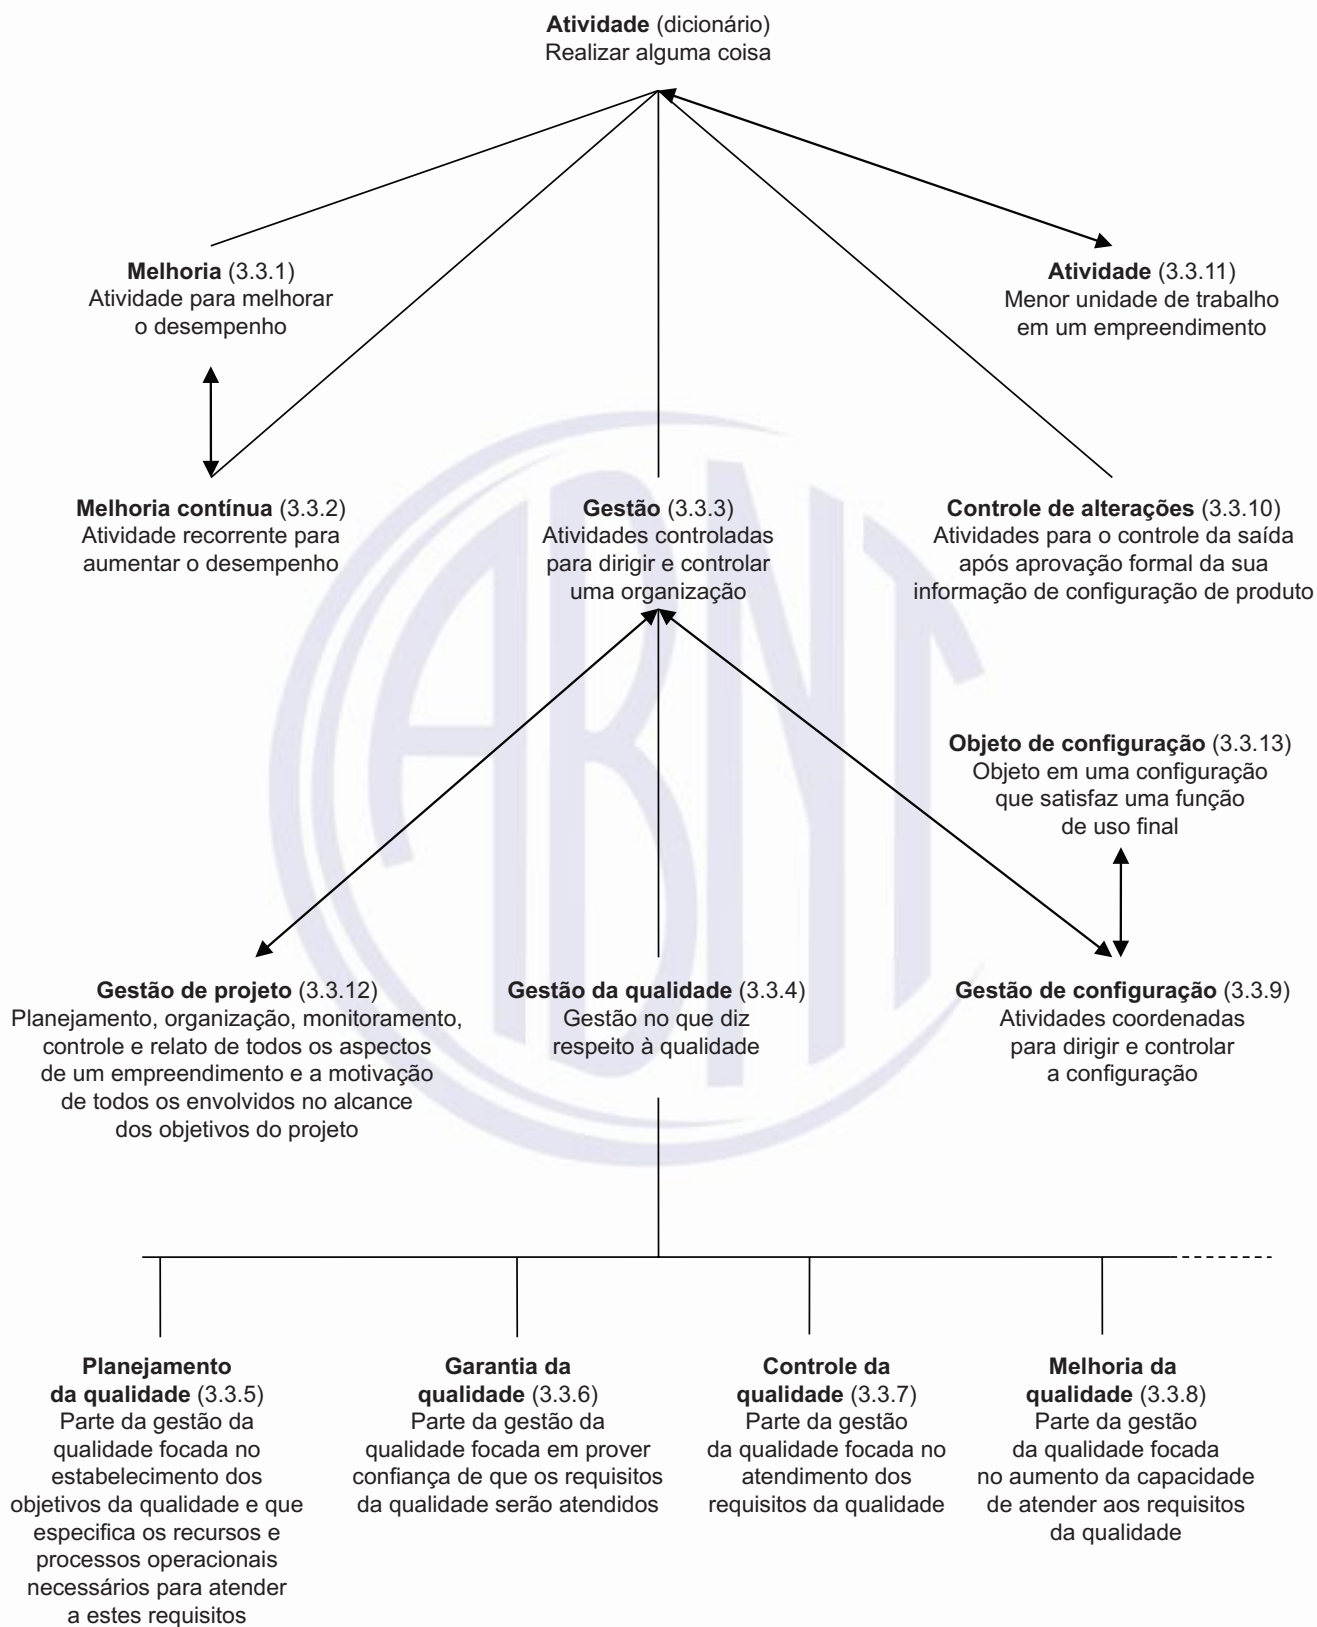 Atividade (dicionário)
Realizar alguma coisa
Melhoria (3.3.1)
Atividade para melhorar
o desempenho
Atividade (3.3.11)
Menor unidade de trabalho
em um empreendimento
Melhoria contínua (3.3.2)
Atividade recorrente para
aumentar o desempenho
Gestão (3.3.3)
Atividades controladas
para dirigir e controlar
uma organização
Controle de alterações (3.3.10)
Atividades para o controle da saída
após aprovação formal da sua
informação de configuração de produto
Objeto de configuração (3.3.13)
Objeto em uma configuração
que satisfaz uma função
de uso final
Gestão de projeto (3.3.12)
Planejamento, organização, monitoramento,
controle e relato de todos os aspectos
de um empreendimento e a motivação
de todos os envolvidos no alcance
dos objetivos do projeto
Gestão da qualidade (3.3.4)
Gestão no que diz
respeito à qualidade
Gestão de configuração (3.3.9)
Atividades coordenadas
para dirigir e controlar
a configuração
Planejamento
da qualidade (3.3.5)
Parte da gestão da
qualidade focada no
estabelecimento dos
objetivos da qualidade e que
especifica os recursos e
processos operacionais
necessários para atender
a estes requisitos
Garantia da
qualidade (3.3.6)
Parte da gestão da
qualidade focada em prover
confiança de que os requisitos
da qualidade serão atendidos
Controle da
qualidade (3.3.7)
Parte da gestão
da qualidade focada no
atendimento dos
requisitos da qualidade
Melhoria da
qualidade (3.3.8)
Parte da gestão
da qualidade focada
no aumento da capacidade
de atender aos requisitos
da qualidade
ABNT